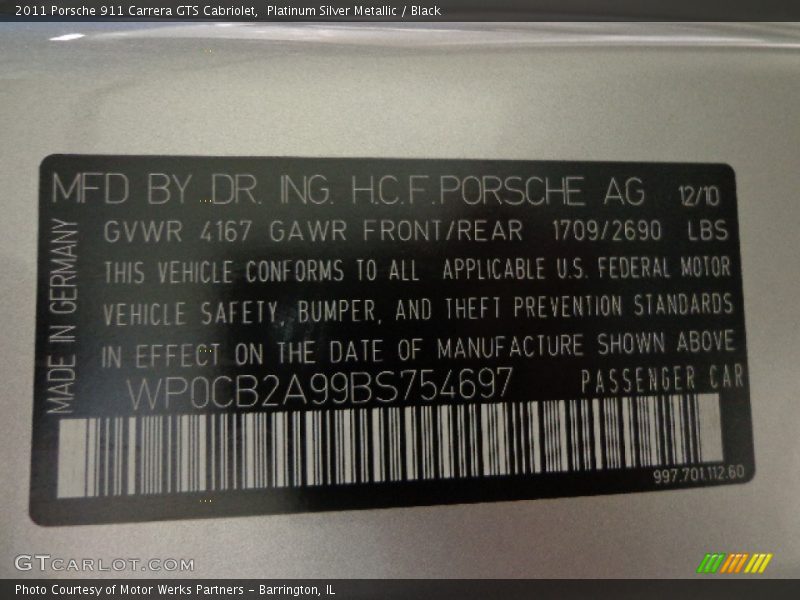 2011 Porsche 911 Carrera GTS Cabriolet,  Platinum Silver Metallic / Black
MFD BY DR. ING. H.C.F. PORSCHE AG 12/10
GVWR 4167 GAWR FRONT/REAR 1709/2690 LBS
THIS VEHICLE CONFORMS TO ALL APPLICABLE U.S. FEDERAL MOTOR
VEHICLE SAFETY, BUMPER, AND THEFT PREVENTION STANDARDS
IN EFFECT ON THE DATE OF MANUFACTURE SHOWN ABOVE
WP0CB2A99BS754697 PASSENGER CAR
MADE IN GERMANY
997.701.112.60
GTCARLOT.COM
Photo Courtesy of Motor Werks Partners - Barrington, IL